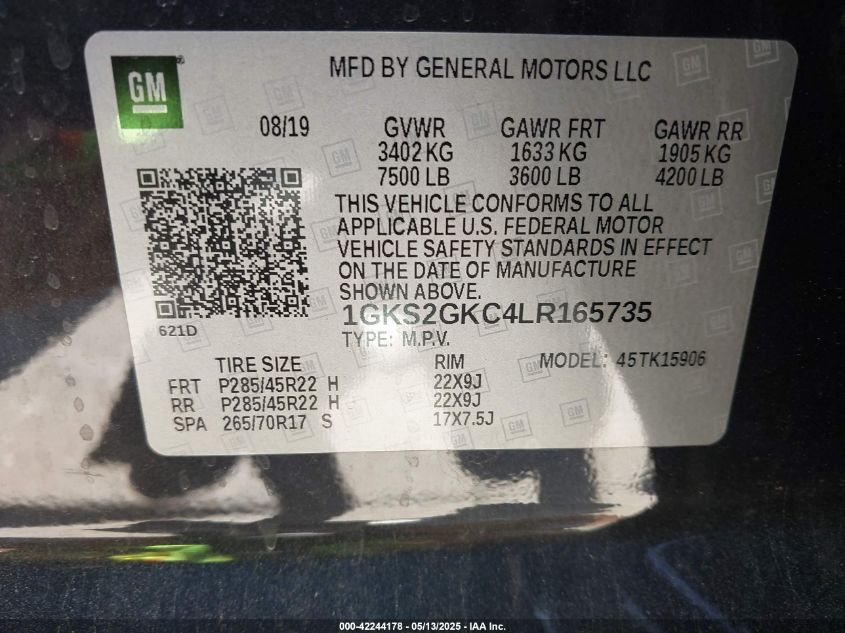 GM
MFD BY GENERAL MOTORS LLC
08/19 GVWR GAWR FRT GAWR RR
3402 KG 1633 KG 1905 KG
7500 LB 3600 LB 4200 LB
THIS VEHICLE CONFORMS TO ALL
APPLICABLE U.S. FEDERAL MOTOR
VEHICLE SAFETY STANDARDS IN EFFECT
ON THE DATE OF MANUFACTURE
SHOWN ABOVE.
621D
1GKS2GKC4LR165735
TYPE: M.P.V.
TIRE SIZE RIM MODEL: 45TK15906
FRT P285/45R22 H 22X9J
RR P285/45R22 H 22X9J
SPA 265/70R17 S 17X7.5J
000-42244178 - 05/13/2025 - IAA Inc.